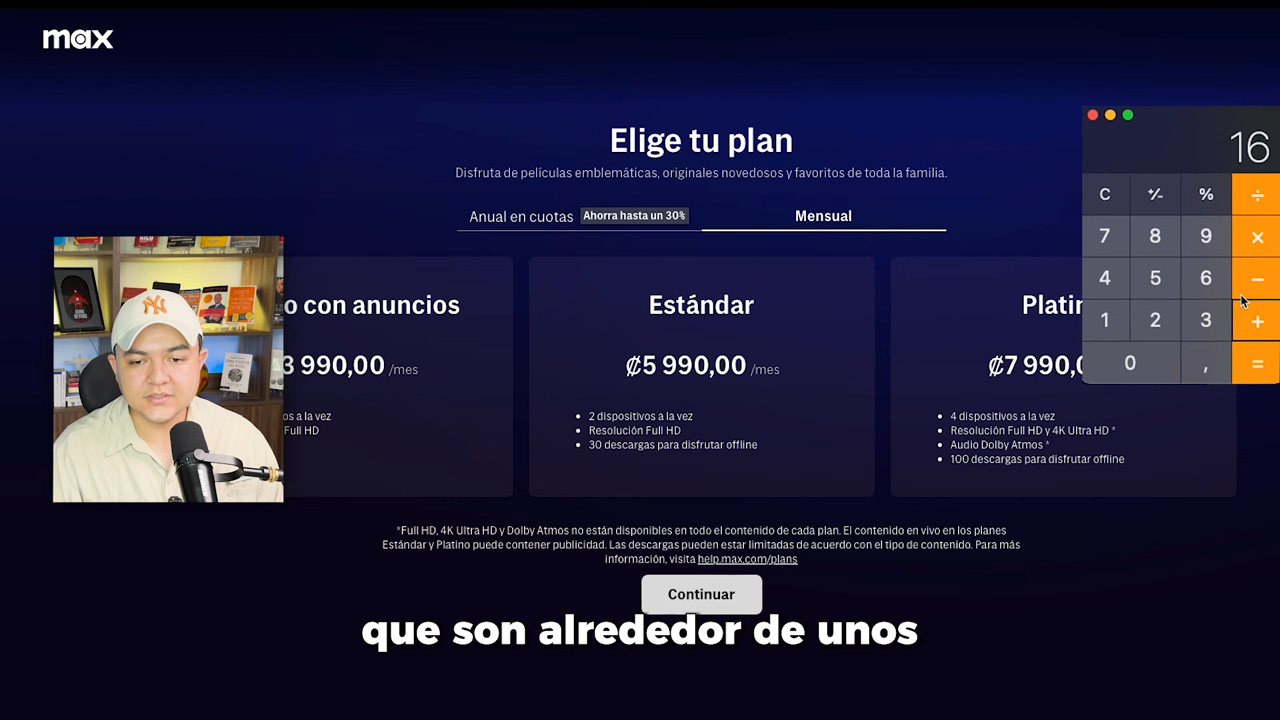 max
Elige tu plan
Disfruta de películas emblemáticas, originales novedosos y favoritos de toda la familia.
Anual en cuotas Ahorra hasta un 30% Mensual
o con anuncios
3 990,00 /mes
os a la vez
Full HD
Estándar
₡5 990,00 /mes
• 2 dispositivos a la vez
• Resolución Full HD
• 30 descargas para disfrutar offline
Platin
₡7 990,0
• 4 dispositivos a la vez
• Resolución Full HD y 4K Ultra HD *
• Audio Dolby Atmos *
• 100 descargas para disfrutar offline
16
C +/- % ÷
7 8 9 ×
4 5 6 −
1 2 3 +
0 , =
*Full HD, 4K Ultra HD y Dolby Atmos no están disponibles en todo el contenido de cada plan. El contenido en vivo en los planes
Estándar y Platino puede contener publicidad. Las descargas pueden estar limitadas de acuerdo con el tipo de contenido. Para más
información, visita help.max.com/plans
Continuar
que son alrededor de unos